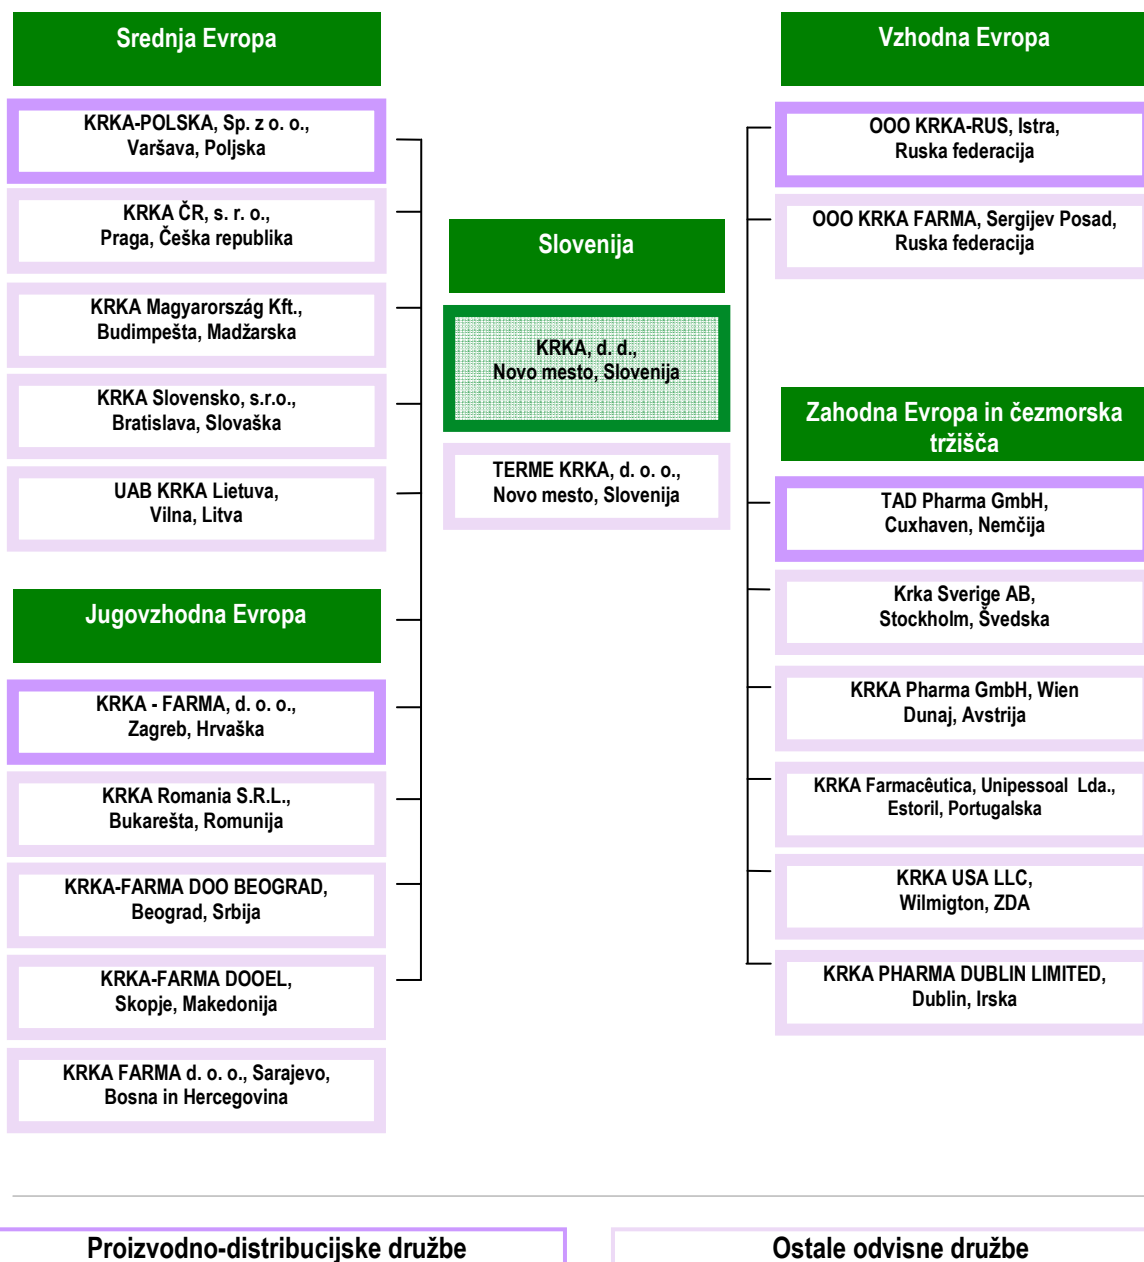 Srednja Evropa
KRKA-POLSKA, Sp. z o. o.,
Varšava, Poljska
KRKA ČR, s. r. o.,
Praga, Češka republika
KRKA Magyarország Kft.,
Budimpešta, Madžarska
KRKA Slovensko, s.r.o.,
Bratislava, Slovaška
UAB KRKA Lietuva,
Vilna, Litva
Jugovzhodna Evropa
KRKA - FARMA, d. o. o.,
Zagreb, Hrvaška
KRKA Romania S.R.L.,
Bukarešta, Romunija
KRKA-FARMA DOO BEOGRAD,
Beograd, Srbija
KRKA-FARMA DOOEL,
Skopje, Makedonija
KRKA FARMA d. o. o., Sarajevo,
Bosna in Hercegovina
Slovenija
KRKA, d. d.,
Novo mesto, Slovenija
TERME KRKA, d. o. o.,
Novo mesto, Slovenija
Vzhodna Evropa
OOO KRKA-RUS, Istra,
Ruska federacija
OOO KRKA FARMA, Sergijev Posad,
Ruska federacija
Zahodna Evropa in čezmorska
tržišča
TAD Pharma GmbH,
Cuxhaven, Nemčija
Krka Sverige AB,
Stockholm, Švedska
KRKA Pharma GmbH, Wien
Dunaj, Avstrija
KRKA Farmacêutica, Unipessoal Lda.,
Estoril, Portugalska
KRKA USA LLC,
Wilmigton, ZDA
KRKA PHARMA DUBLIN LIMITED,
Dublin, Irska
Proizvodno-distribucijske družbe
Ostale odvisne družbe